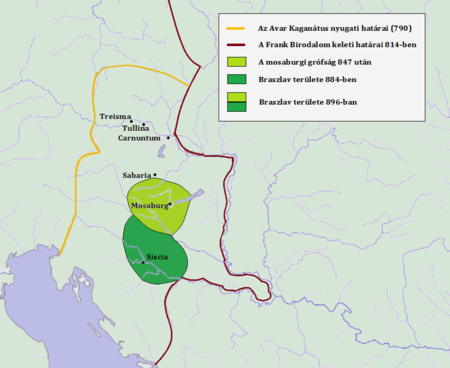 Az Avar Kaganátus nyugati határai (790)
A Frank Birodalom keleti határai 814-ben
A mosaburgi grófság 847 után
Braszlav területe 884-ben
Braszlav területe 896-ban
Treisma
Tullina
Carnuntum
Sabaria
Mosaburg
Siscia